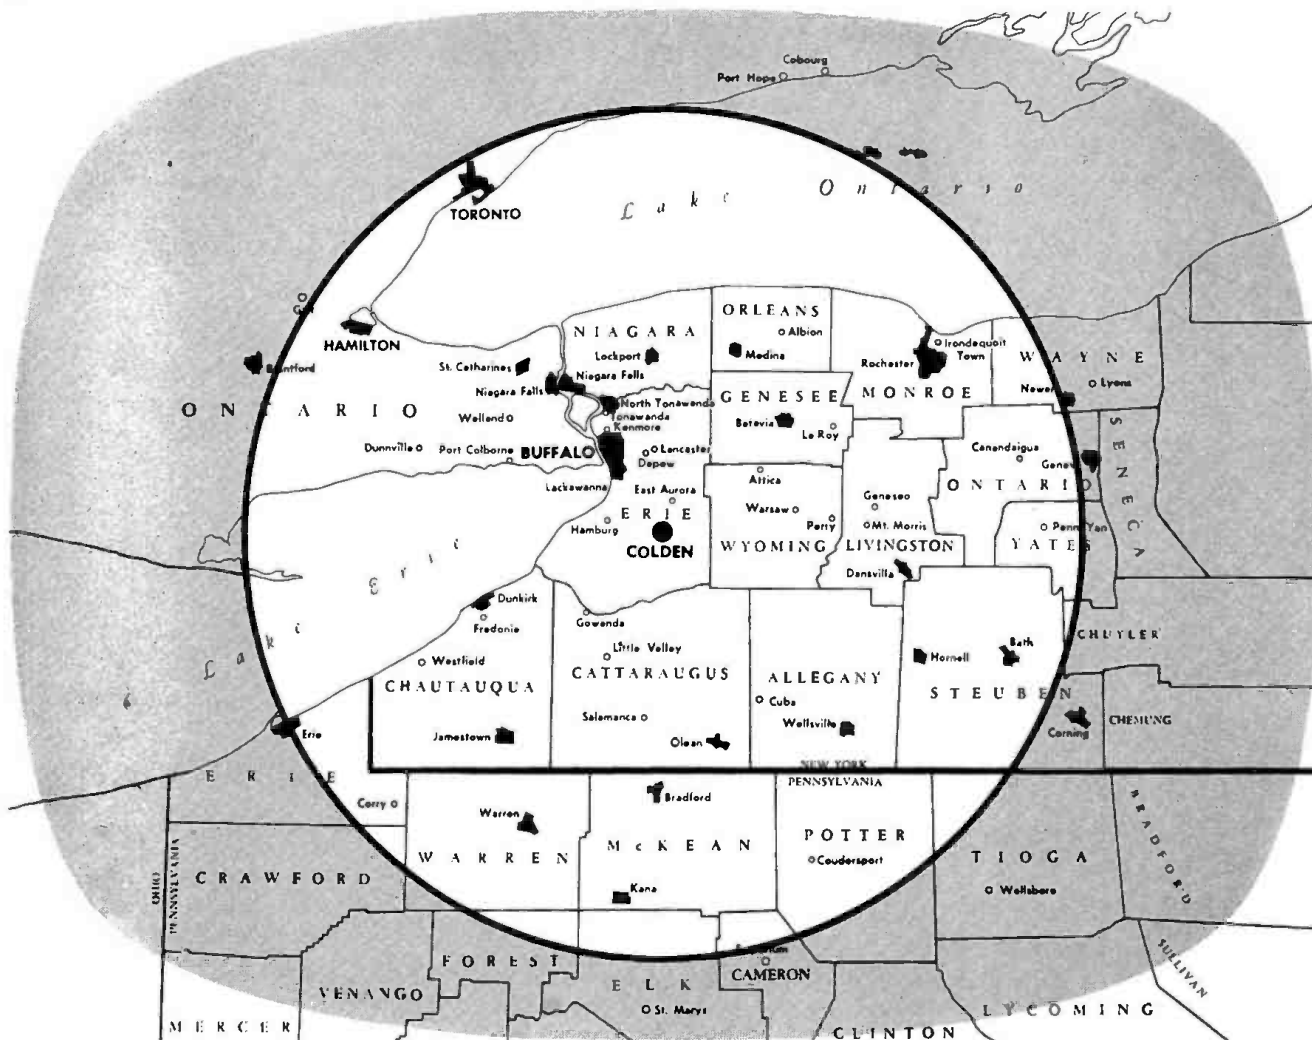 Cobourg
Port Hope
Lake Ontario
TORONTO
HAMILTON
ONTARIO
St. Catharines
Niagara Falls
Welland
Dunnville
Port Colborne
BUFFALO
Lackawanna
NIAGARA
Lockport
Niagara Falls
North Tonawanda
Tonawanda
Kenmore
Lancaster
Depew
East Aurora
ERIE
Hamburg
COLDEN
ORLEANS
Albion
Medina
GENESEE
Batavia
Le Roy
Attica
Warsaw
Perry
WYOMING
Rochester
Irondequoit
Town
MONROE
WAYNE
Lyons
Canandaigua
ONTARIO
SENECA
Geneseo
Mt. Morris
LIVINGSTON
Dansville
Penn Yan
YATES
Lake Erie
Dunkirk
Fredonia
Westfield
CHAUTAUQUA
Jamestown
Gowanda
Little Valley
CATTARAUGUS
Salamanca
Olean
ALLEGANY
Cuba
Wellsville
Hornell
Bath
STEUBEN
CHUYLER
Corning
CHEMUNG
NEW YORK
PENNSYLVANIA
Erie
ERIE
Corry
OHIO
PENNSYLVANIA
CRAWFORD
Warren
WARREN
Bradford
McKEAN
Kana
POTTER
Coudersport
TIOGA
Wellsboro
BRADFORD
SULLIVAN
VENANGO
FOREST
ELK
St. Marys
CAMERON
MERCER
CLINTON
LYCOMING